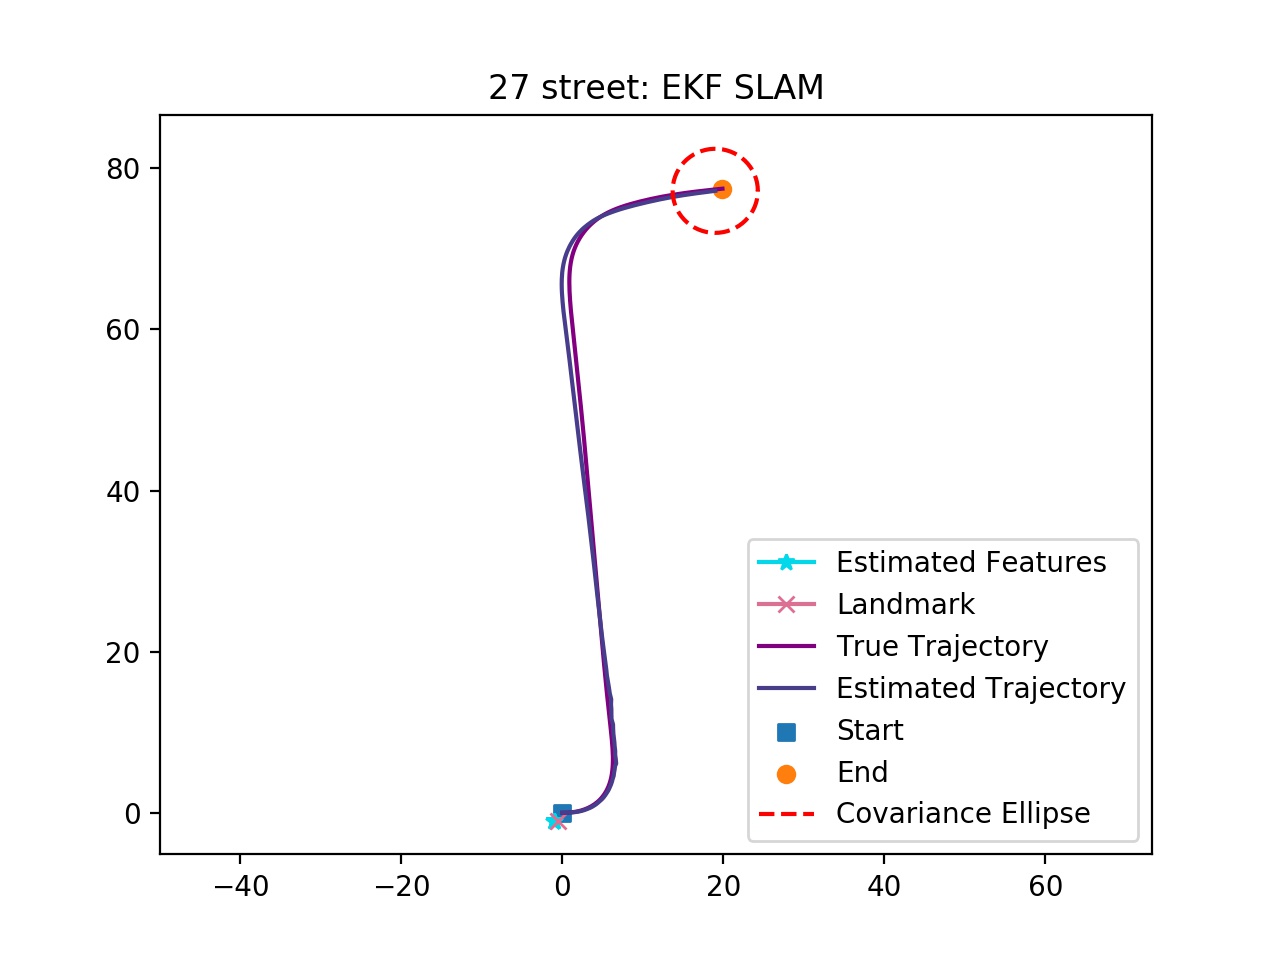 27 street: EKF SLAM
80
60
40
20
0
−40
−20
0
20
40
60
Estimated Features
Landmark
True Trajectory
Estimated Trajectory
Start
End
Covariance Ellipse